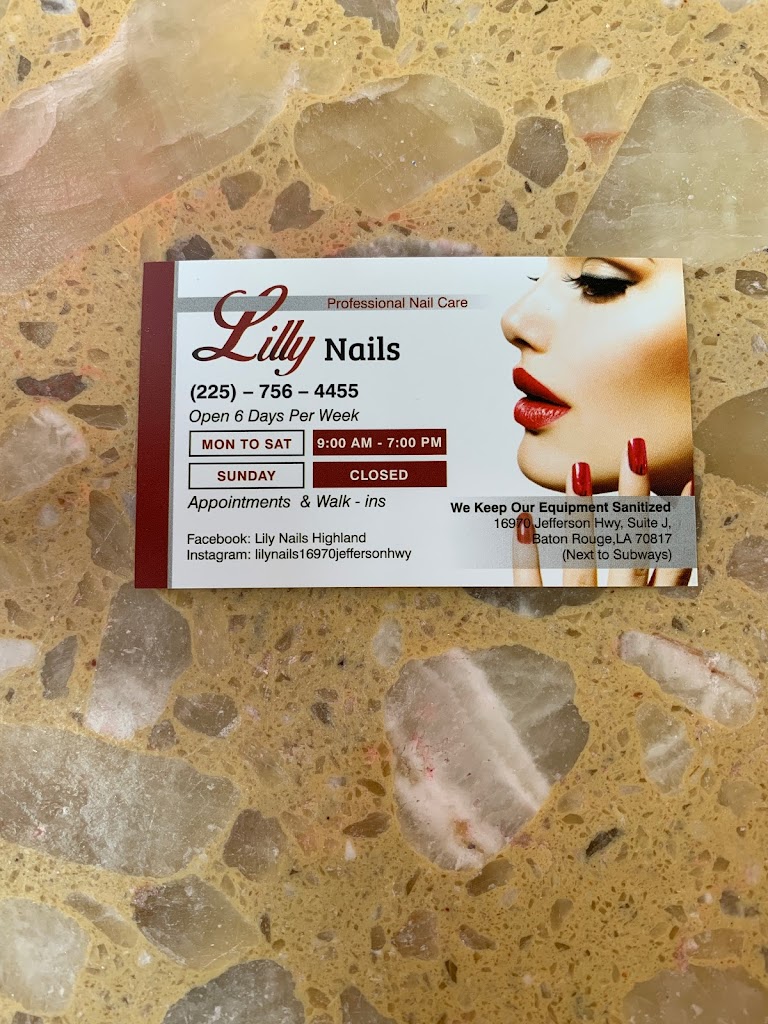 Professional Nail Care
Lilly Nails
(225) – 756 – 4455
Open 6 Days Per Week
MON TO SAT 9:00 AM - 7:00 PM
SUNDAY CLOSED
Appointments & Walk - ins
Facebook: Lily Nails Highland
Instagram: lilynails16970jeffersonhwy
We Keep Our Equipment Sanitized
16970 Jefferson Hwy, Suite J,
Baton Rouge,LA 70817
(Next to Subways)